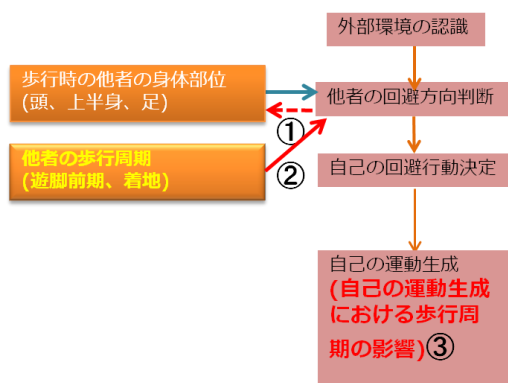 外部環境の認識
歩行時の他者の身体部位
(頭、上半身、足)
他者の回避方向判断
①
他者の歩行周期
(遊脚前期、着地)
②
自己の回避行動決定
自己の運動生成
(自己の運動生成
における歩行周
期の影響)③